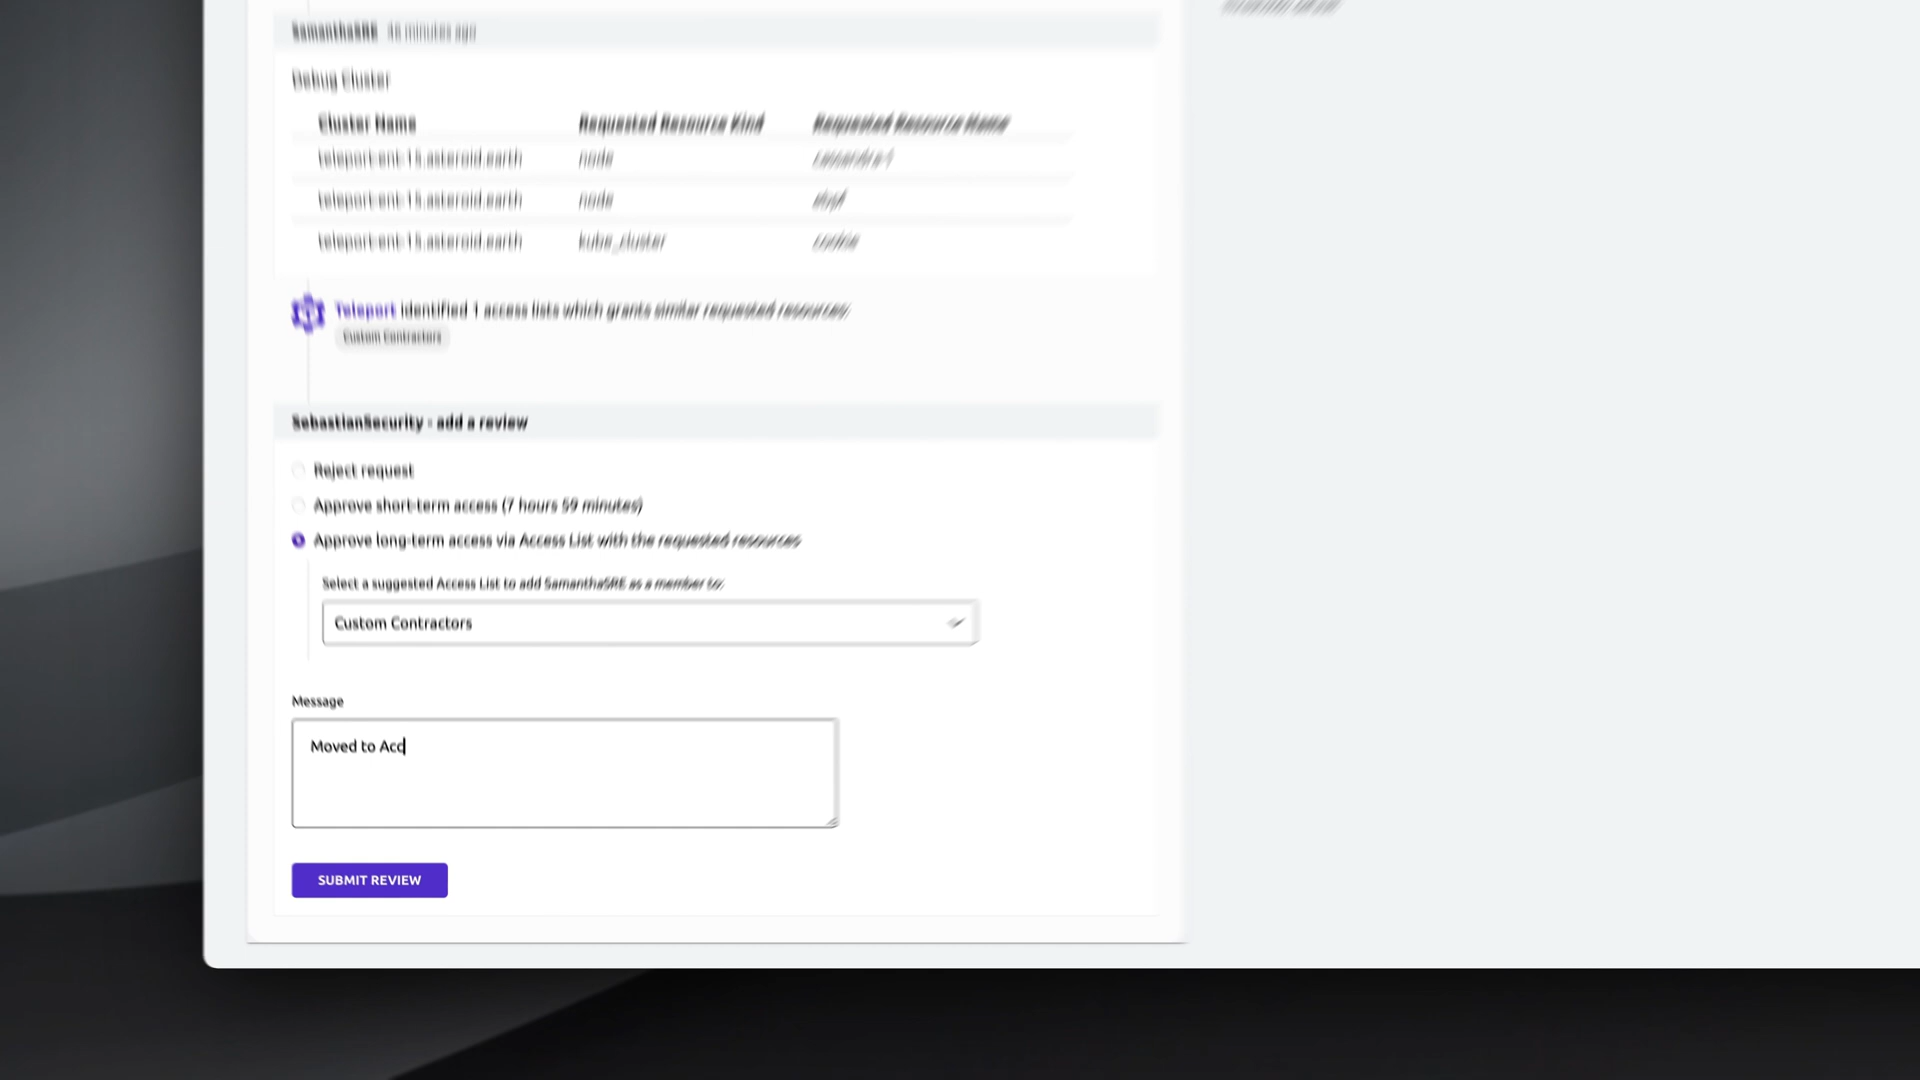 SamanthaSRE 46 minutes ago
Debug Cluster
Cluster Name Requested Resource Kind Requested Resource Name
teleport-ent-15.asteroid.earth node
teleport-ent-15.asteroid.earth node
teleport-ent-15.asteroid.earth kube_cluster cookie
Teleport identified 1 access lists which grants similar requested resources:
Custom Contractors
SebastianSecurity - add a review
Reject request
Approve short-term access (7 hours 59 minutes)
Approve long-term access via Access List with the requested resources
Select a suggested Access List to add SamanthaSRE as a member to:
Custom Contractors
Message
Moved to Acc
SUBMIT REVIEW